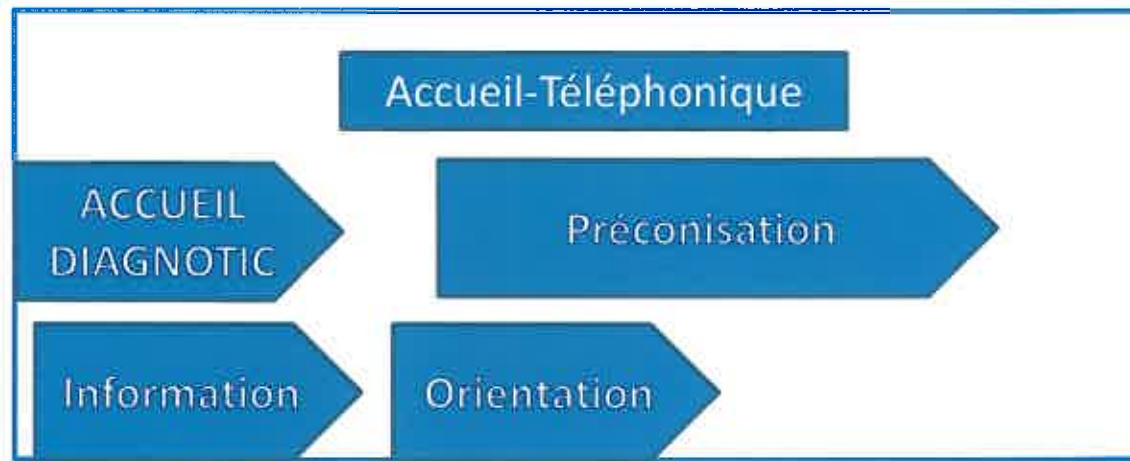 Accueil-Téléphonique
ACCUEIL
DIAGNOTIC
Préconisation
Information
Orientation